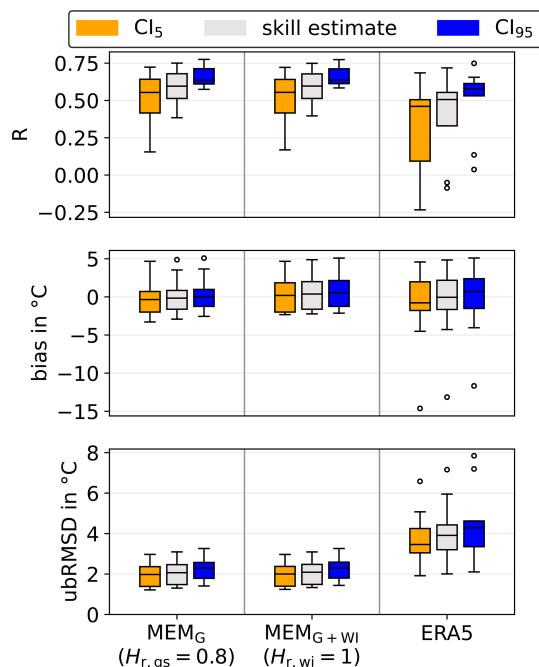 CI5 skill estimate CI95
0.75
0.50
0.25
0.00
−0.25
R
5
0
−5
−10
−15
bias in °C
8
6
4
2
0
ubRMSD in °C
MEMG MEMG + WI ERA5
(Hr, gs = 0.8) (Hr, wi = 1)